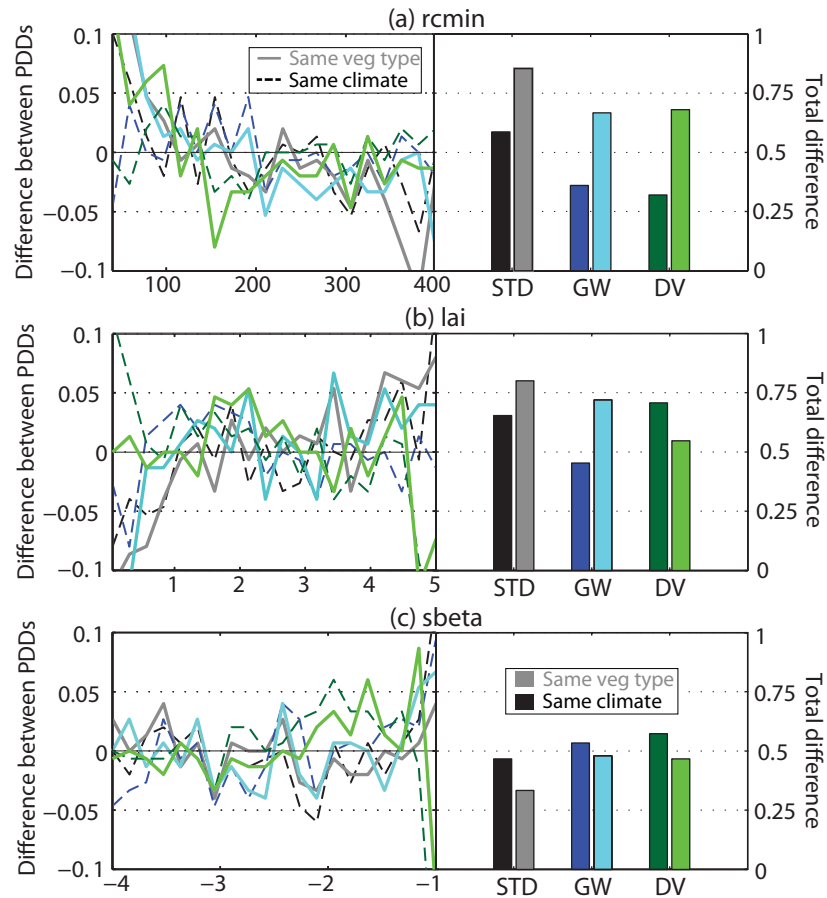 (a) rcmin
Difference between PDDs
0.1
0.05
0
−0.05
−0.1
Same veg type
Same climate
100
200
300
400
STD
GW
DV
1
0.75
0.5
0.25
0
Total difference
(b) lai
Difference between PDDs
0.1
0.05
0
−0.05
−0.1
1
2
3
4
5
STD
GW
DV
1
0.75
0.5
0.25
0
Total difference
(c) sbeta
Difference between PDDs
0.1
0.05
0
−0.05
−0.1
−4
−3
−2
−1
Same veg type
Same climate
STD
GW
DV
1
0.75
0.5
0.25
0
Total difference